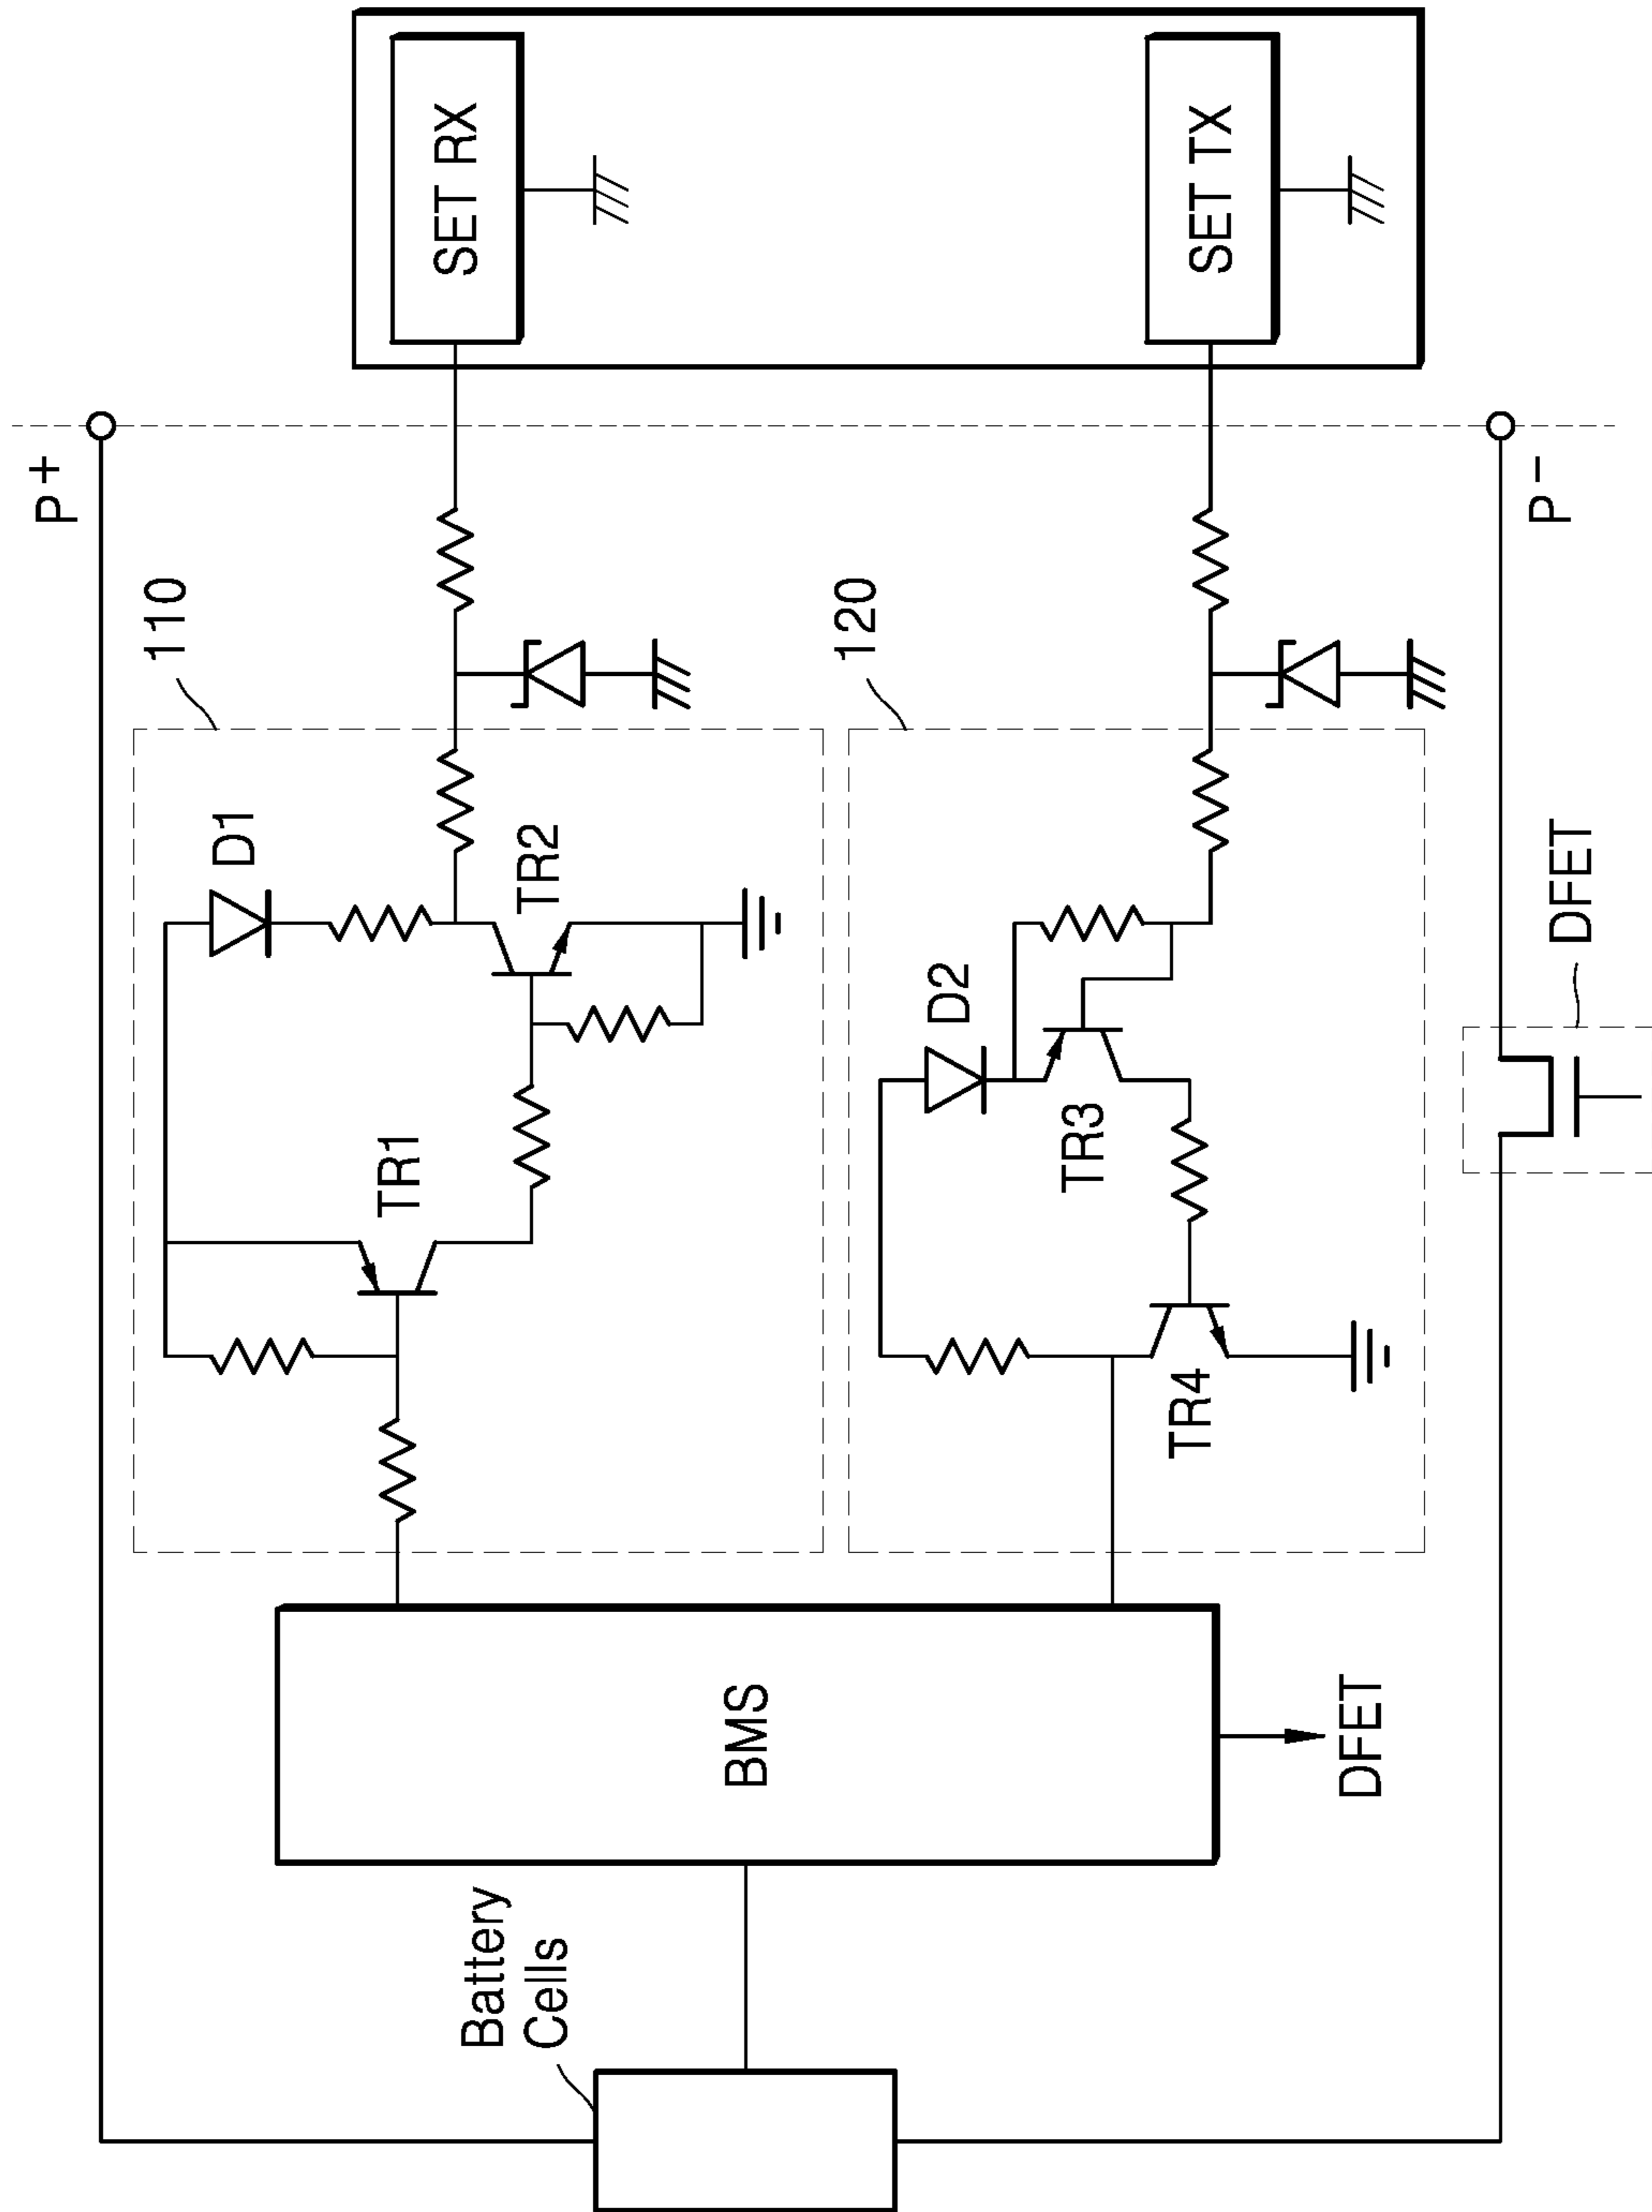 P+
110
D1
TR1
TR2
SET RX
Battery
Cells
BMS
120
D2
TR3
TR4
SET TX
DFET
DFET
P-